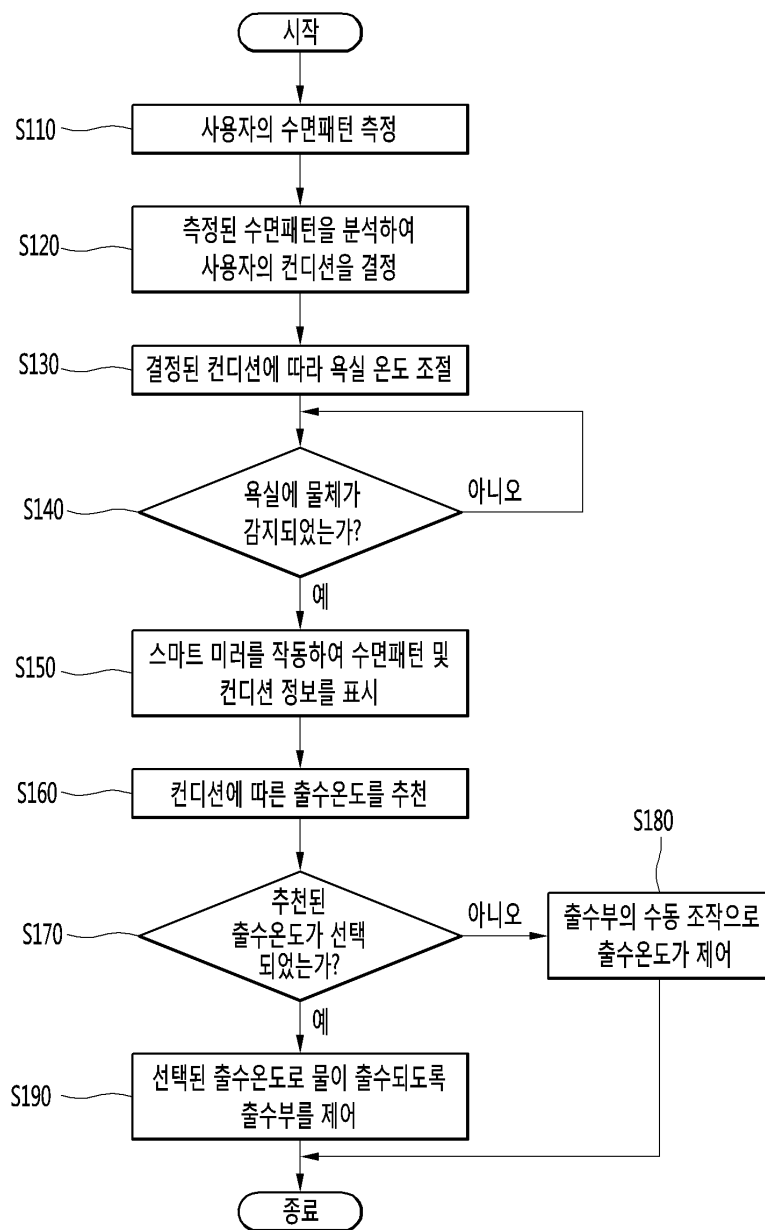 시작
S110
사용자의 수면패턴 측정
S120
측정된 수면패턴을 분석하여
사용자의 컨디션을 결정
S130
결정된 컨디션에 따라 욕실 온도 조절
S140
욕실에 물체가
감지되었는가?
아니오
예
S150
스마트 미러를 작동하여 수면패턴 및
컨디션 정보를 표시
S160
컨디션에 따른 출수온도를 추천
S170
추천된
출수온도가 선택
되었는가?
아니오
S180
출수부의 수동 조작으로
출수온도가 제어
예
S190
선택된 출수온도로 물이 출수되도록
출수부를 제어
종료